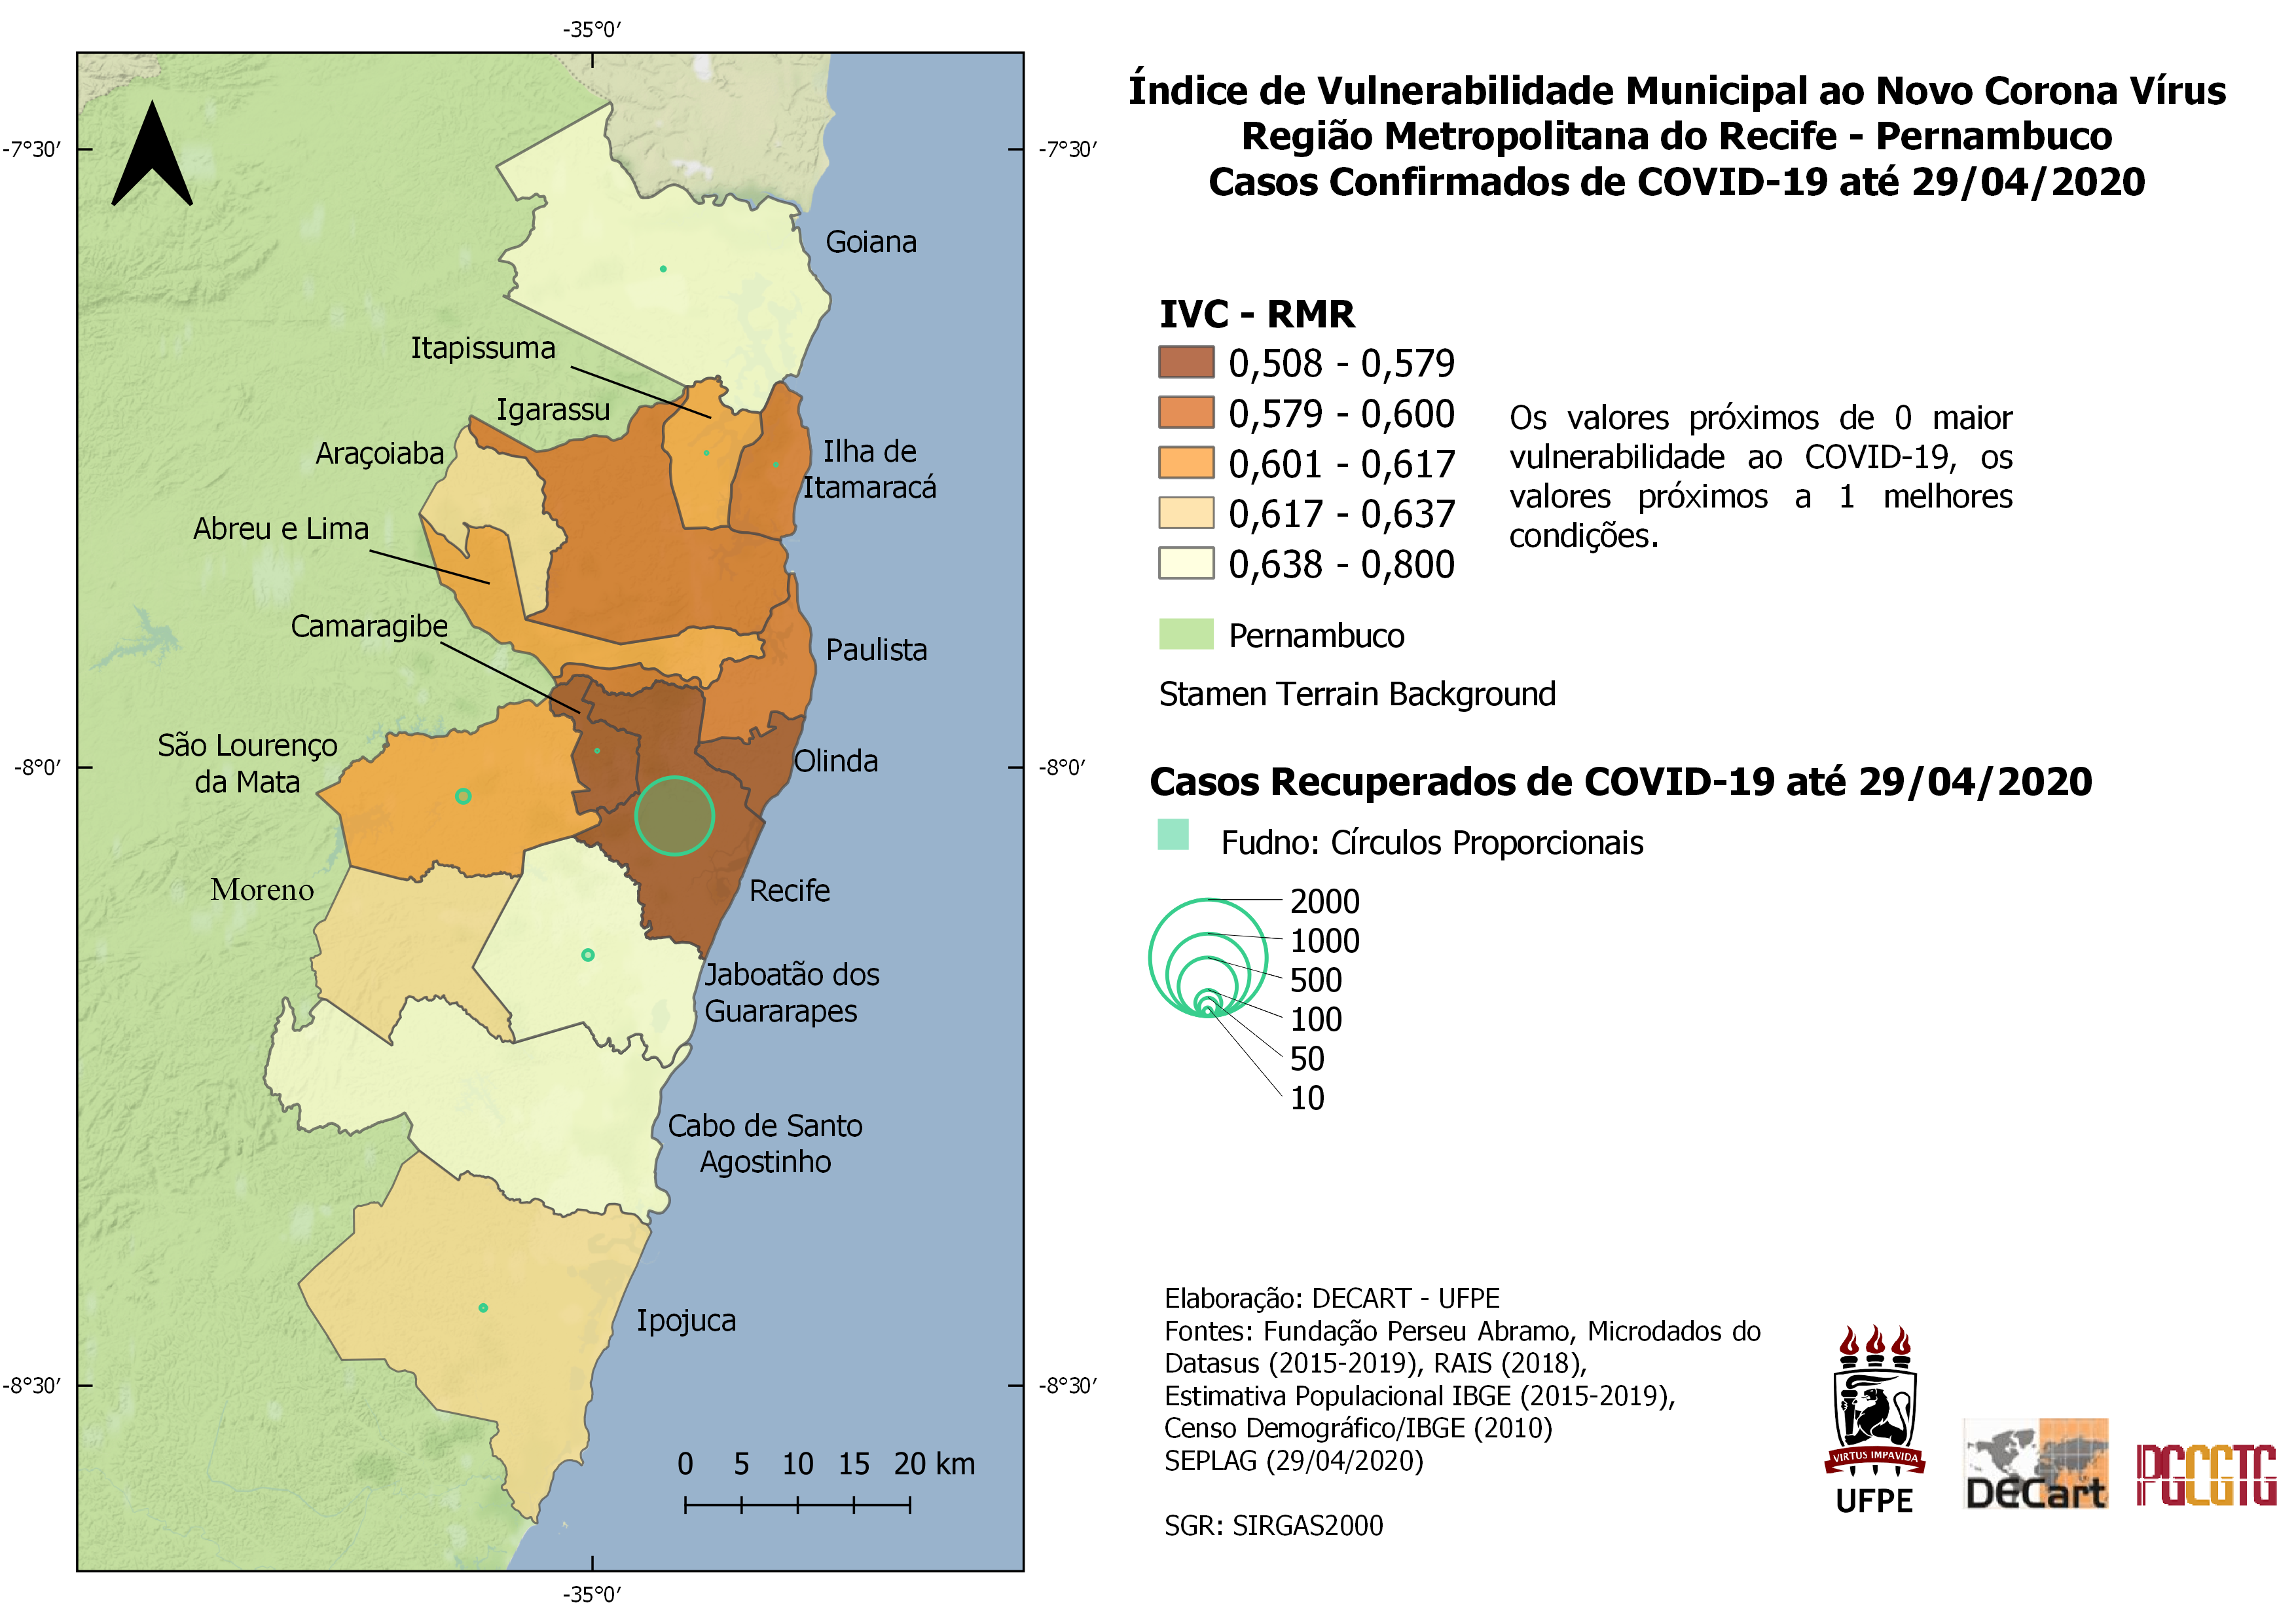 -35°0′
Índice de Vulnerabilidade Municipal ao Novo Corona Vírus
Região Metropolitana do Recife - Pernambuco
Casos Confirmados de COVID-19 até 29/04/2020
-7°30′
-7°30′
Goiana
Itapissuma
Igarassu
Araçoiaba
Ilha de
Itamaracá
Abreu e Lima
Camaragibe
Paulista
São Lourenço
da Mata
Olinda
-8°0′
-8°0′
Moreno
Recife
Jaboatão dos
Guararapes
Cabo de Santo
Agostinho
Ipojuca
-8°30′
-8°30′
0 5 10 15 20 km
-35°0′
IVC - RMR
0,508 - 0,579
0,579 - 0,600
0,601 - 0,617
0,617 - 0,637
0,638 - 0,800
Os valores próximos de 0 maior
vulnerabilidade ao COVID-19, os
valores próximos a 1 melhores
condições.
Pernambuco
Stamen Terrain Background
Casos Recuperados de COVID-19 até 29/04/2020
Fudno: Círculos Proporcionais
2000
1000
500
100
50
10
Elaboração: DECART - UFPE
Fontes: Fundação Perseu Abramo, Microdados do
Datasus (2015-2019), RAIS (2018),
Estimativa Populacional IBGE (2015-2019),
Censo Demográfico/IBGE (2010)
SEPLAG (29/04/2020)
SGR: SIRGAS2000
VIRTUS IMPAVIDA
UFPE
DECart
PGCGTG